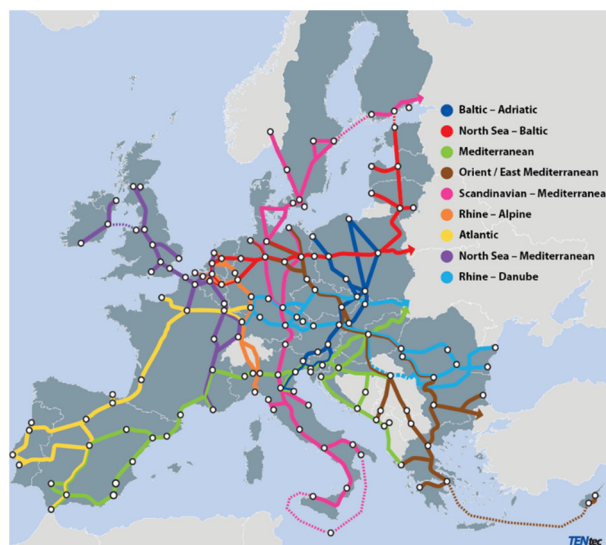 Baltic – Adriatic
North Sea – Baltic
Mediterranean
Orient / East Mediterranean
Scandinavian – Mediterranea
Rhine – Alpine
Atlantic
North Sea – Mediterranean
Rhine – Danube
TENtec